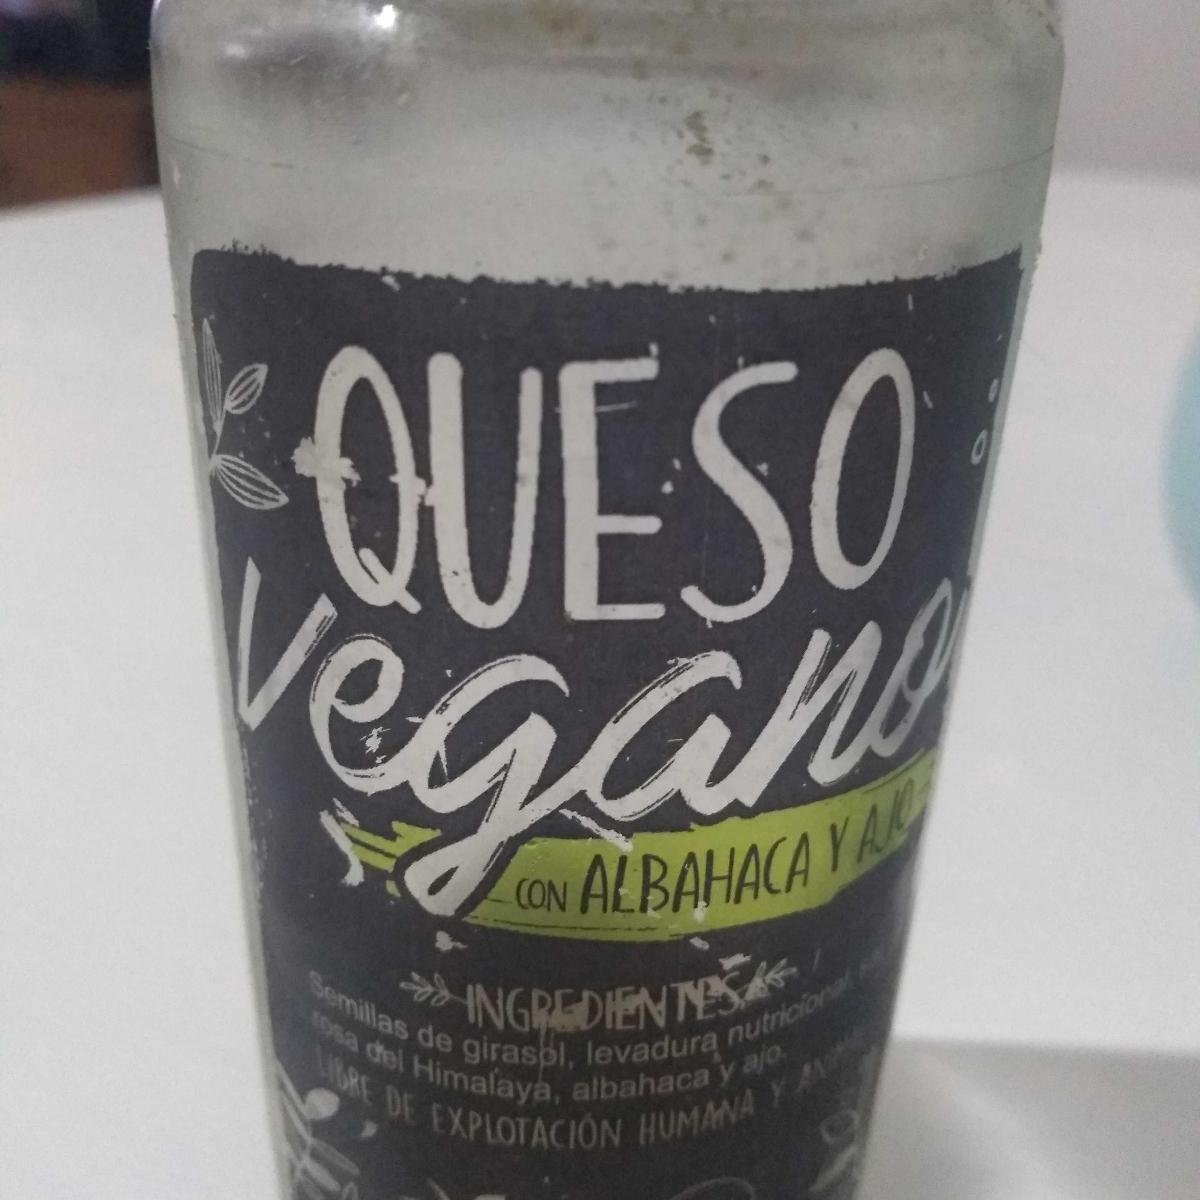 QUESO
vegano
CON ALBAHACA Y AJO
INGREDIENTES
Semillas de girasol, levadura nutricional,
rosa del Himalaya, albahaca y ajo.
LIBRE DE EXPLOTACIÓN HUMANA Y